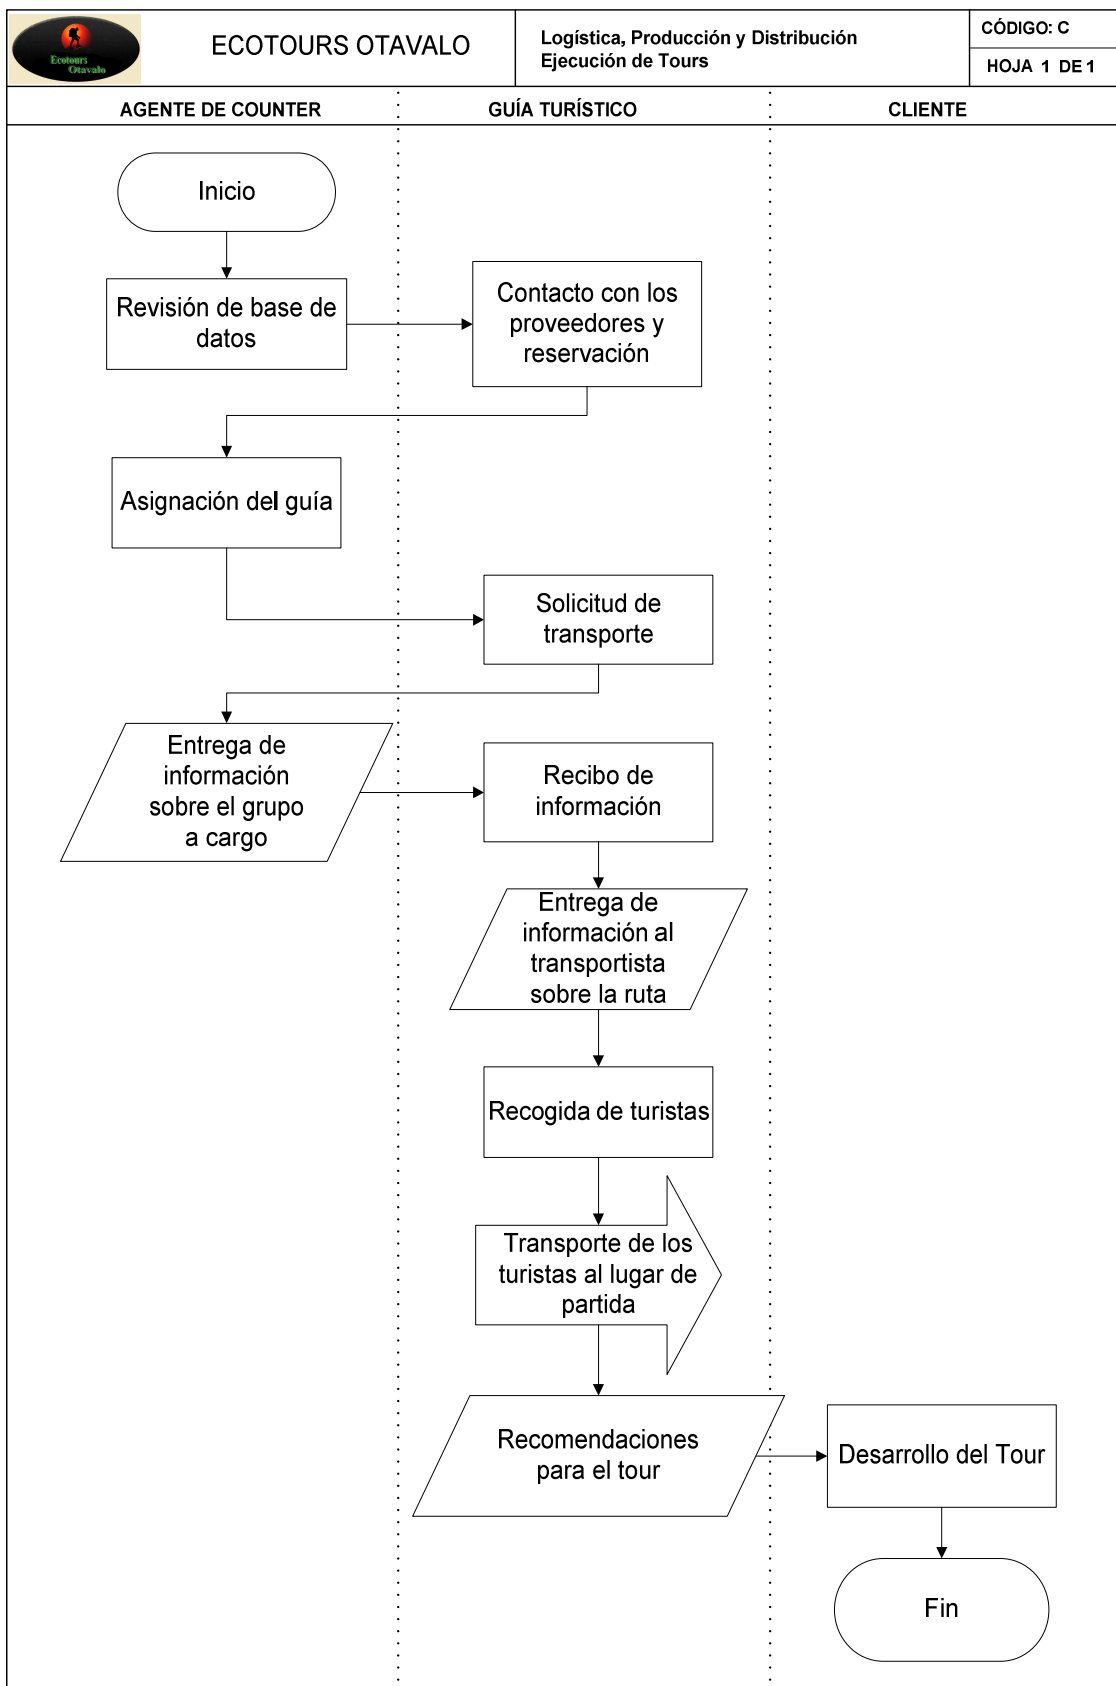 Ecotours
Otavalo
ECOTOURS OTAVALO
Logística, Producción y Distribución
Ejecución de Tours
CÓDIGO: C
HOJA 1 DE 1
AGENTE DE COUNTER
GUÍA TURÍSTICO
CLIENTE
Inicio
Revisión de base de
datos
Contacto con los
proveedores y
reservación
Asignación del guía
Solicitud de
transporte
Entrega de
información
sobre el grupo
a cargo
Recibo de
información
Entrega de
información al
transportista
sobre la ruta
Recogida de turistas
Transporte de los
turistas al lugar de
partida
Recomendaciones
para el tour
Desarrollo del Tour
Fin